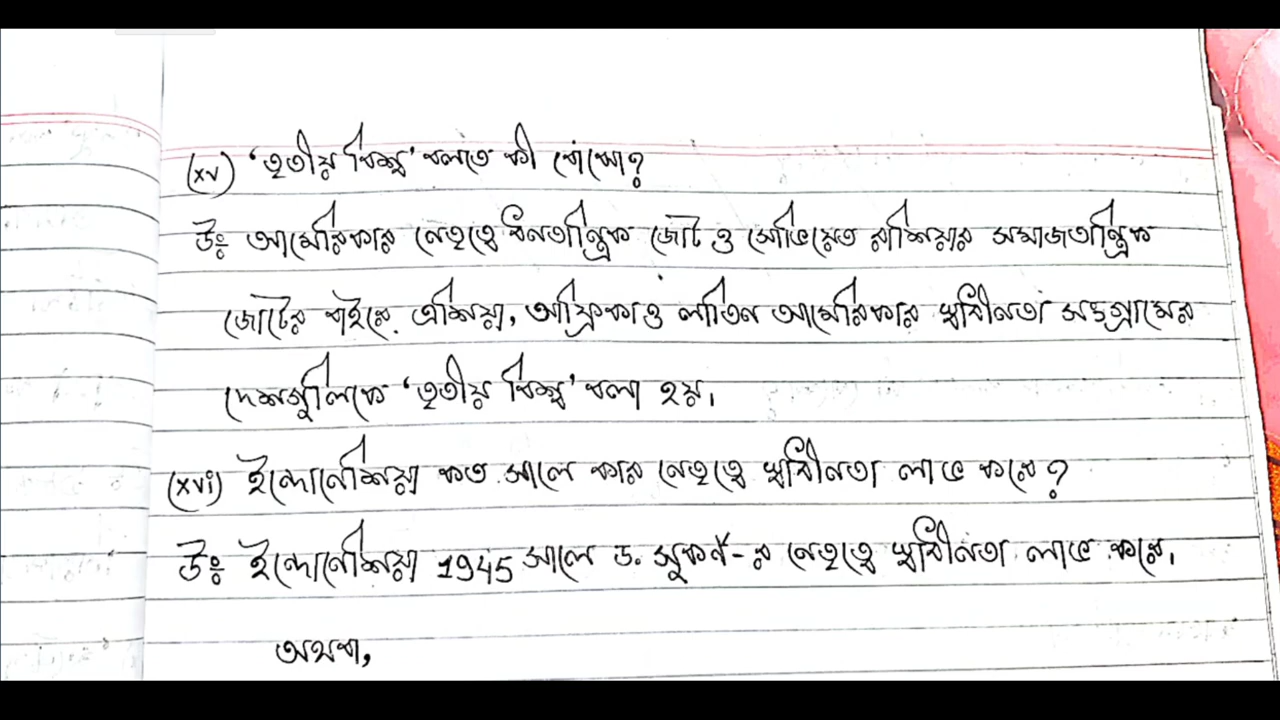 (xv) 'তৃতীয় বিশ্ব' বলতে কী বোঝো?
উঃ আমেরিকার নেতৃত্বে ধনতান্ত্রিক জোট ও সোভিয়েত রাশিয়ার সমাজতান্ত্রিক
জোটের বাইরে এশিয়া, আফ্রিকা ও লাতিন আমেরিকার স্বাধীনতা সংগ্রামের
দেশগুলিকে 'তৃতীয় বিশ্ব' বলা হয়।
(xvi) ইন্দোনেশিয়া কত সালে কার নেতৃত্বে স্বাধীনতা লাভ করে?
উঃ ইন্দোনেশিয়া 1945 সালে ড. সুকর্ন-র নেতৃত্বে স্বাধীনতা লাভ করে।
অথবা,